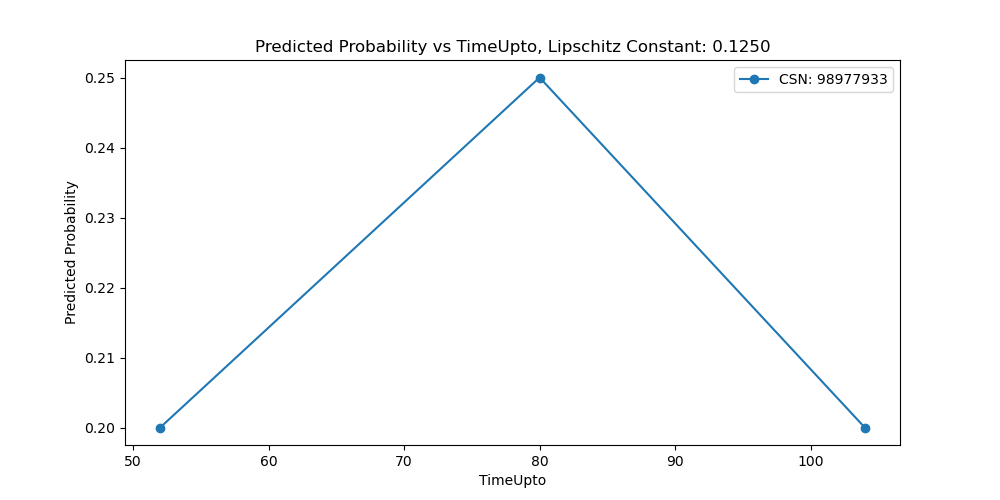 Predicted Probability vs TimeUpto, Lipschitz Constant: 0.1250
CSN: 98977933
0.25
0.24
0.23
0.22
0.21
0.20
Predicted Probability
50 60 70 80 90 100
TimeUpto